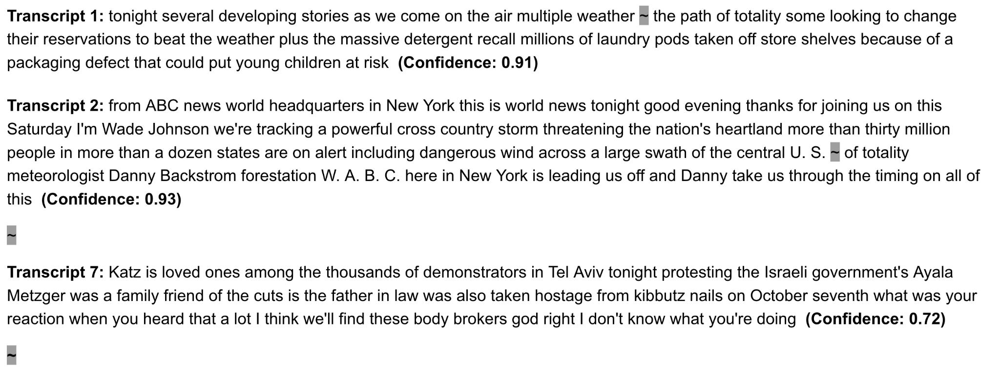 Transcript 1: tonight several developing stories as we come on the air multiple weather ~ the path of totality some looking to change
their reservations to beat the weather plus the massive detergent recall millions of laundry pods taken off store shelves because of a
packaging defect that could put young children at risk (Confidence: 0.91)
Transcript 2: from ABC news world headquarters in New York this is world news tonight good evening thanks for joining us on this
Saturday I'm Wade Johnson we're tracking a powerful cross country storm threatening the nation's heartland more than thirty million
people in more than a dozen states are on alert including dangerous wind across a large swath of the central U. S. ~ of totality
meteorologist Danny Backstrom forestation W. A. B. C. here in New York is leading us off and Danny take us through the timing on all of
this (Confidence: 0.93)
~
Transcript 7: Katz is loved ones among the thousands of demonstrators in Tel Aviv tonight protesting the Israeli government's Ayala
Metzger was a family friend of the cuts is the father in law was also taken hostage from kibbutz nails on October seventh what was your
reaction when you heard that a lot I think we'll find these body brokers god right I don't know what you're doing (Confidence: 0.72)
~